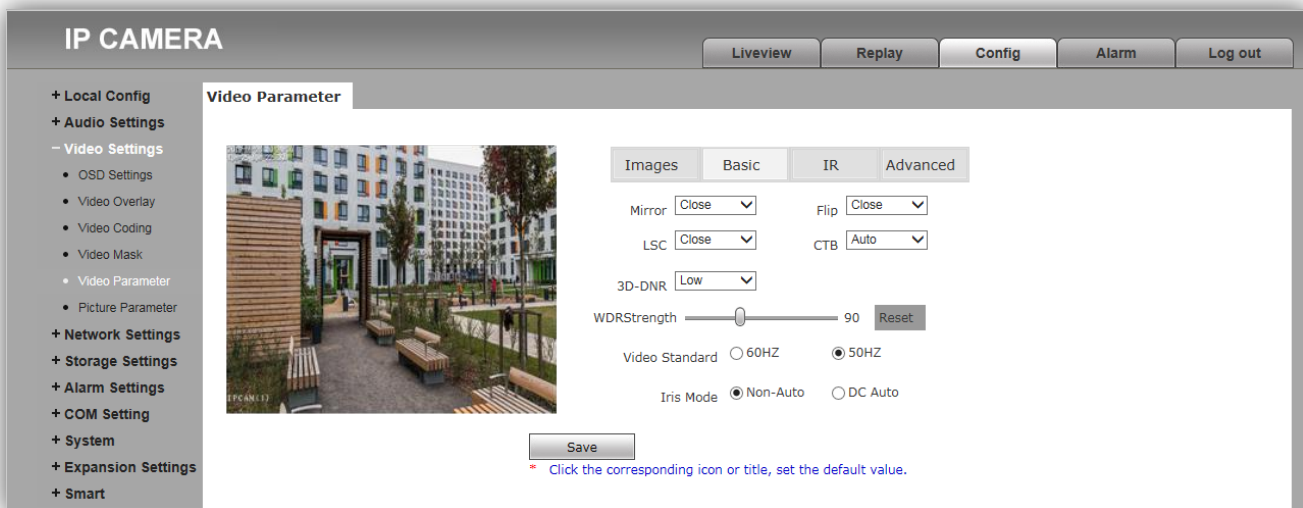 IP CAMERA
Liveview Replay Config Alarm Log out
+ Local Config
Video Parameter
+ Audio Settings
− Video Settings
• OSD Settings
• Video Overlay
• Video Coding
• Video Mask
• Video Parameter
• Picture Parameter
+ Network Settings
+ Storage Settings
+ Alarm Settings
+ COM Setting
+ System
+ Expansion Settings
+ Smart
IPCAM(1)
Images Basic IR Advanced
Mirror Close Flip Close
LSC Close CTB Auto
3D-DNR Low
WDRStrength 90 Reset
Video Standard 60HZ 50HZ
Iris Mode Non-Auto DC Auto
Save
* Click the corresponding icon or title, set the default value.